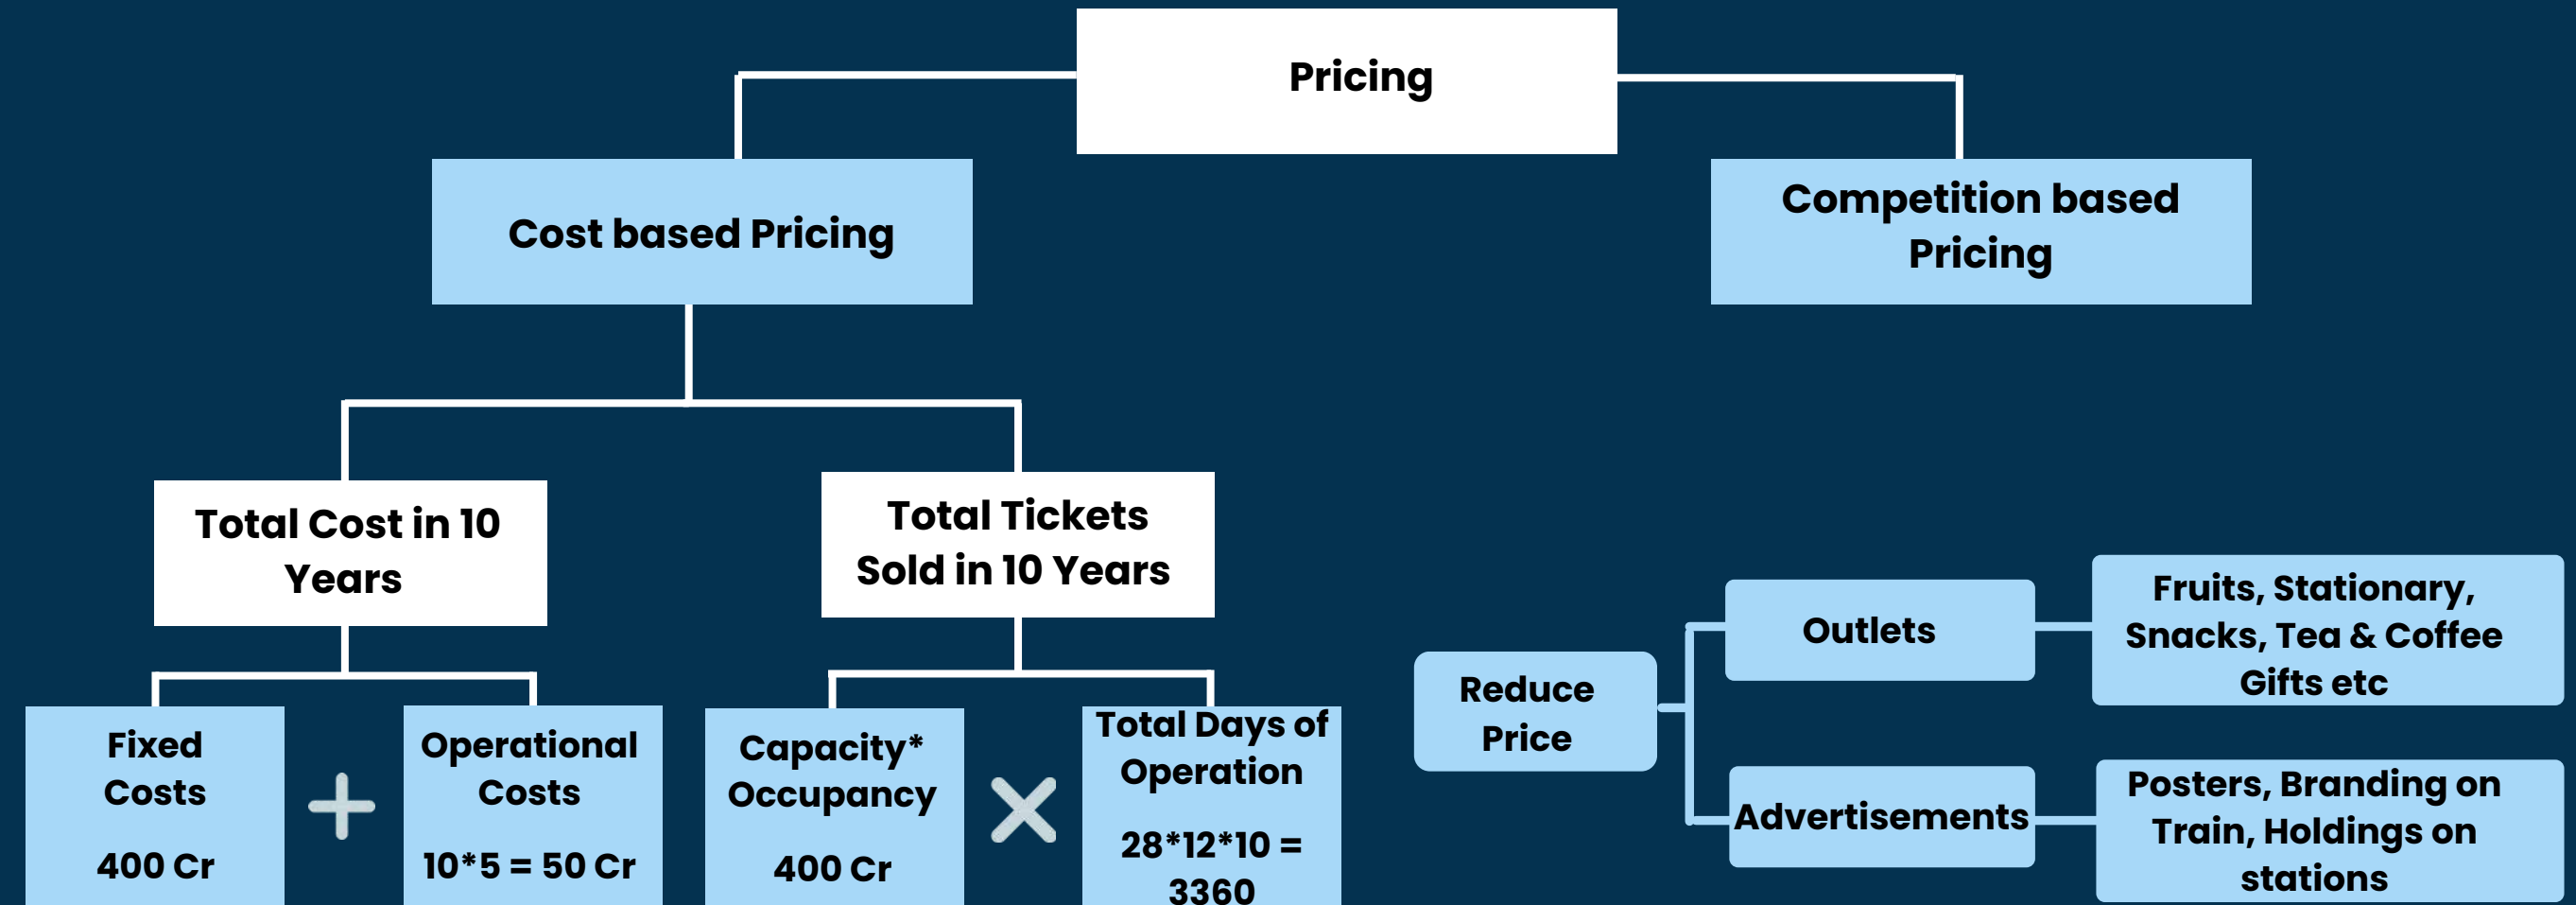 Pricing
Cost based Pricing
Competition based
Pricing
Total Cost in 10
Years
Total Tickets
Sold in 10 Years
Fixed
Costs
400 Cr
Operational
Costs
10*5 = 50 Cr
Capacity*
Occupancy
400 Cr
Total Days of
Operation
28*12*10 =
3360
Reduce
Price
Outlets
Fruits, Stationary,
Snacks, Tea & Coffee
Gifts etc
Advertisements
Posters, Branding on
Train, Holdings on
stations